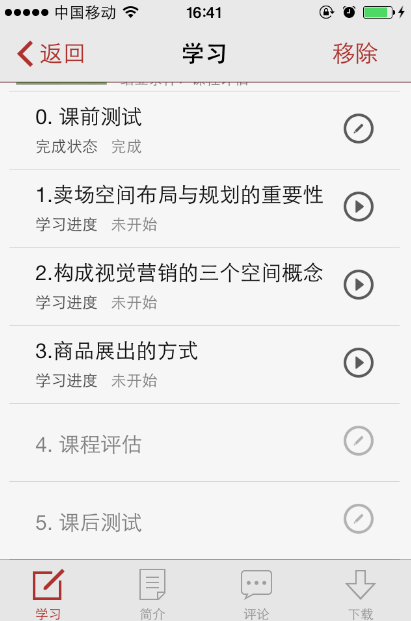 中国移动 16:41
返回 学习 移除
0. 课前测试
完成状态 完成
1.卖场空间布局与规划的重要性
学习进度 未开始
2.构成视觉营销的三个空间概念
学习进度 未开始
3.商品展出的方式
学习进度 未开始
4. 课程评估
5. 课后测试
学习 简介 评论 下载